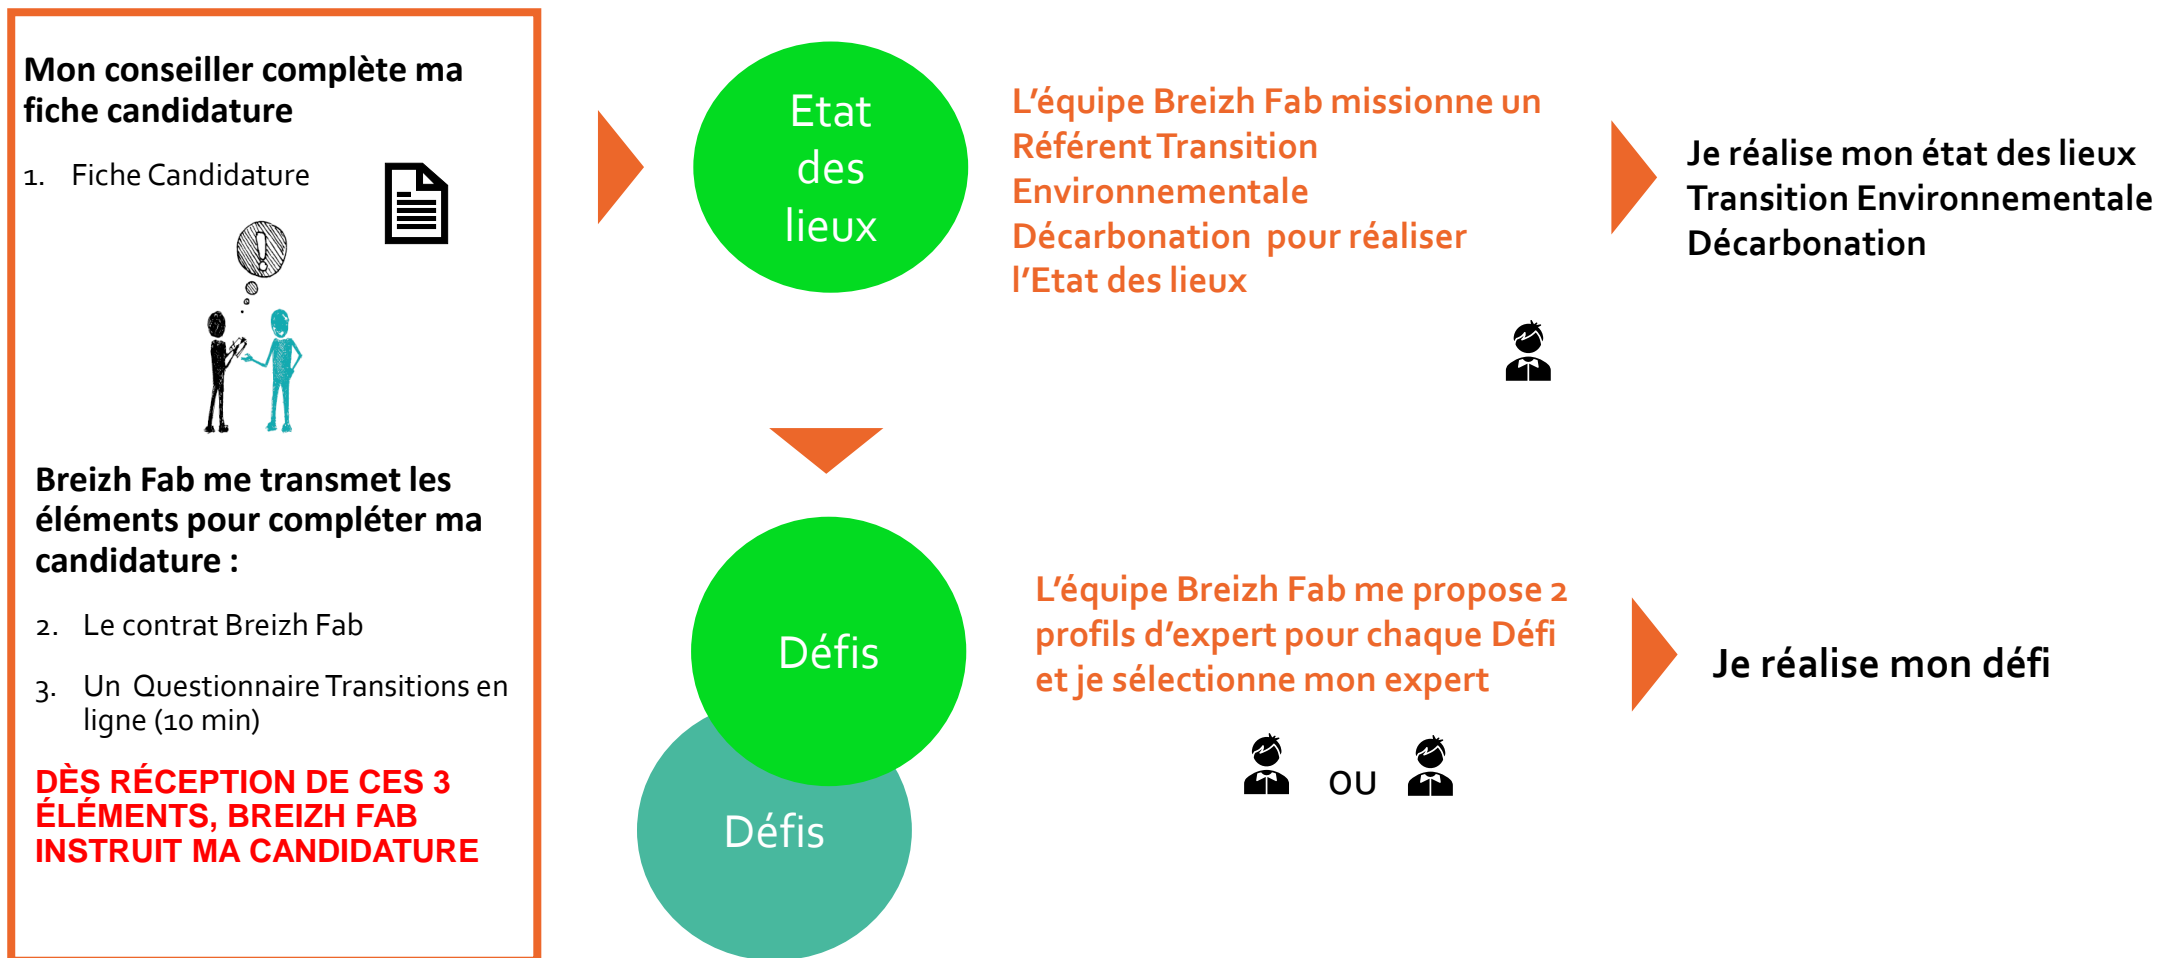 Mon conseiller complète ma
fiche candidature
1. Fiche Candidature
Breizh Fab me transmet les
éléments pour compléter ma
candidature :
2. Le contrat Breizh Fab
3. Un Questionnaire Transitions en
ligne (10 min)
DÈS RÉCEPTION DE CES 3
ÉLÉMENTS, BREIZH FAB
INSTRUIT MA CANDIDATURE
Etat
des
lieux
L'équipe Breizh Fab missionne un
Référent Transition
Environnementale
Décarbonation pour réaliser
l'Etat des lieux
Je réalise mon état des lieux
Transition Environnementale
Décarbonation
Défis
Défis
L'équipe Breizh Fab me propose 2
profils d'expert pour chaque Défi
et je sélectionne mon expert
ou
Je réalise mon défi